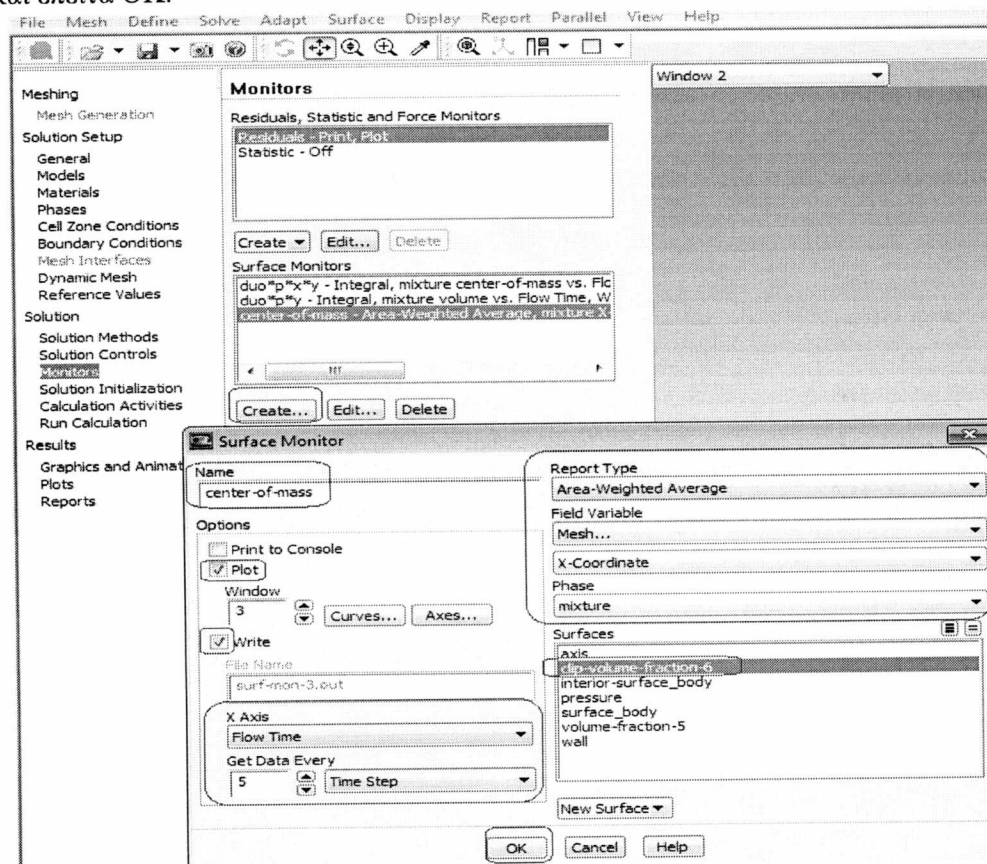 και επειτα ΟΚ.
File Mesh Define Solve Adapt Surface Display Report Parallel View Help
Window 2
Meshing
Mesh Generation
Solution Setup
General
Models
Materials
Phases
Cell Zone Conditions
Boundary Conditions
Mesh Interfaces
Dynamic Mesh
Reference Values
Solution
Solution Methods
Solution Controls
Monitors
Solution Initialization
Calculation Activities
Run Calculation
Results
Graphics and Animat
Plots
Reports
Monitors
Residuals, Statistic and Force Monitors
Residuals - Print, Plot
Statistic - Off
Create Edit... Delete
Surface Monitors
duo*p*x*y - Integral, mixture center-of-mass vs. Flc
duo*p*y - Integral, mixture volume vs. Flow Time, W
center-of-mass - Area-Weighted Average, mixture X
Create... Edit... Delete
Surface Monitor
Name
center-of-mass
Options
Print to Console
Plot
Window
3 Curves... Axes...
Write
File Name
surf-mon-3.out
X Axis
Flow Time
Get Data Every
5 Time Step
Report Type
Area-Weighted Average
Field Variable
Mesh...
X-Coordinate
Phase
mixture
Surfaces
axis
clip-volume-fraction-6
interior-surface_body
pressure
surface_body
volume-fraction-5
wall
New Surface
OK Cancel Help